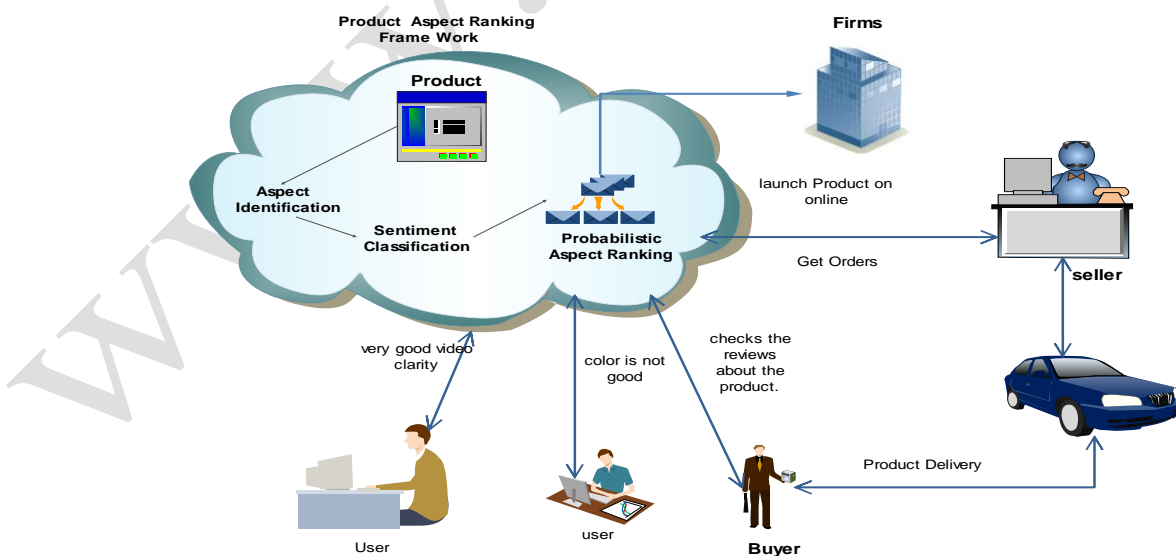 Product Aspect Ranking
Frame Work
Firms
Product
Aspect
Identification
Sentiment
Classification
Probabilistic
Aspect Ranking
launch Product on
online
Get Orders
seller
very good video
clarity
color is not
good
checks the
reviews about
the
product.
Product Delivery
User
user
Buyer